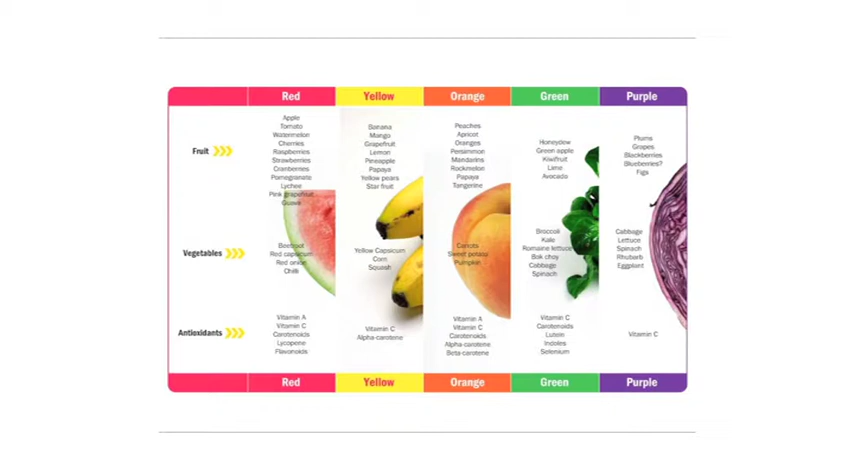 Red Yellow Orange Green Purple
Fruit
Apple
Tomato
Watermelon
Cherries
Raspberries
Strawberries
Cranberries
Pomegranate
Lychee
Pink grapefruit
Guava
Banana
Mango
Grapefruit
Lemon
Pineapple
Papaya
Yellow pears
Star fruit
Peaches
Apricot
Oranges
Persimmon
Mandarins
Rockmelon
Papaya
Tangerine
Honeydew
Green apple
Kiwifruit
Lime
Avocado
Plums
Grapes
Blackberries
Blueberries?
Figs
Vegetables
Beetroot
Red capsicum
Red onion
Chilli
Yellow Capsicum
Corn
Squash
Carrots
Sweet potato
Pumpkin
Broccoli
Kale
Romaine lettuce
Bok choy
Cabbage
Spinach
Cabbage
Lettuce
Spinach
Rhubarb
Eggplant
Antioxidants
Vitamin A
Vitamin C
Carotenoids
Lycopene
Flavonoids
Vitamin C
Alpha-carotene
Vitamin A
Vitamin C
Carotenoids
Alpha-carotene
Beta-carotene
Vitamin C
Carotenoids
Lutein
Indoles
Selenium
Vitamin C
Red Yellow Orange Green Purple